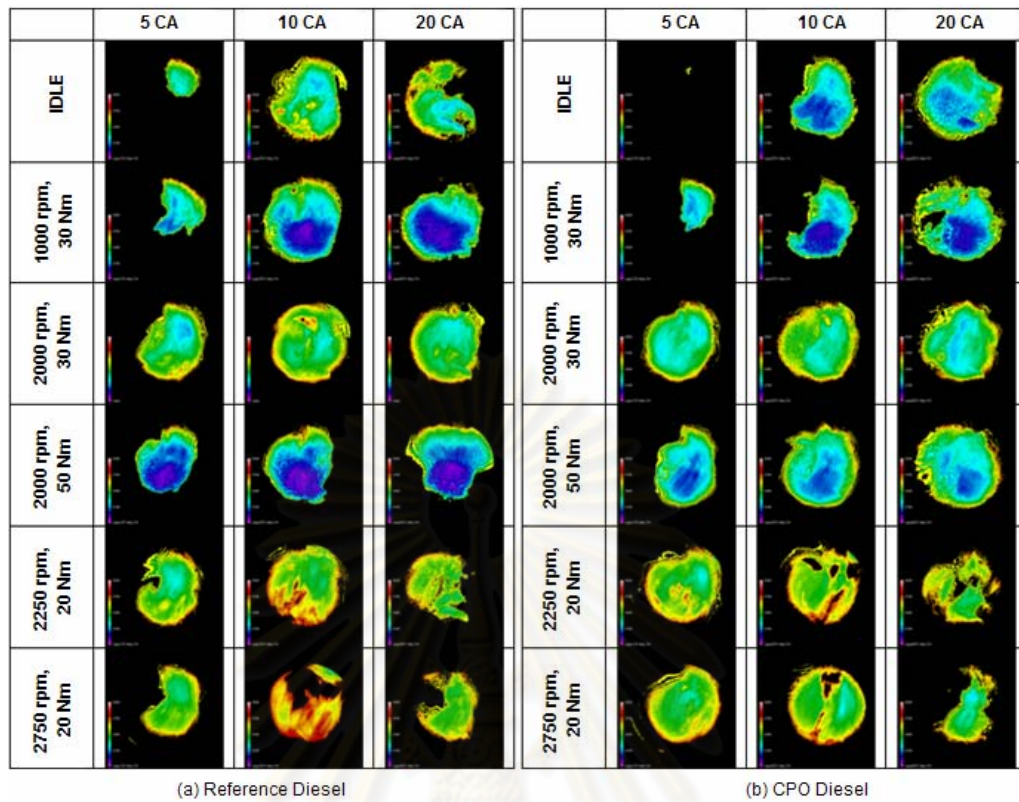 5 CA 10 CA 20 CA 5 CA 10 CA 20 CA
IDLE IDLE
1000 rpm, 1000 rpm,
30 Nm 30 Nm
2000 rpm, 2000 rpm,
30 Nm 30 Nm
2000 rpm, 2000 rpm,
50 Nm 50 Nm
2250 rpm, 2250 rpm,
20 Nm 20 Nm
2750 rpm, 2750 rpm,
20 Nm 20 Nm
(a) Reference Diesel (b) CPO Diesel